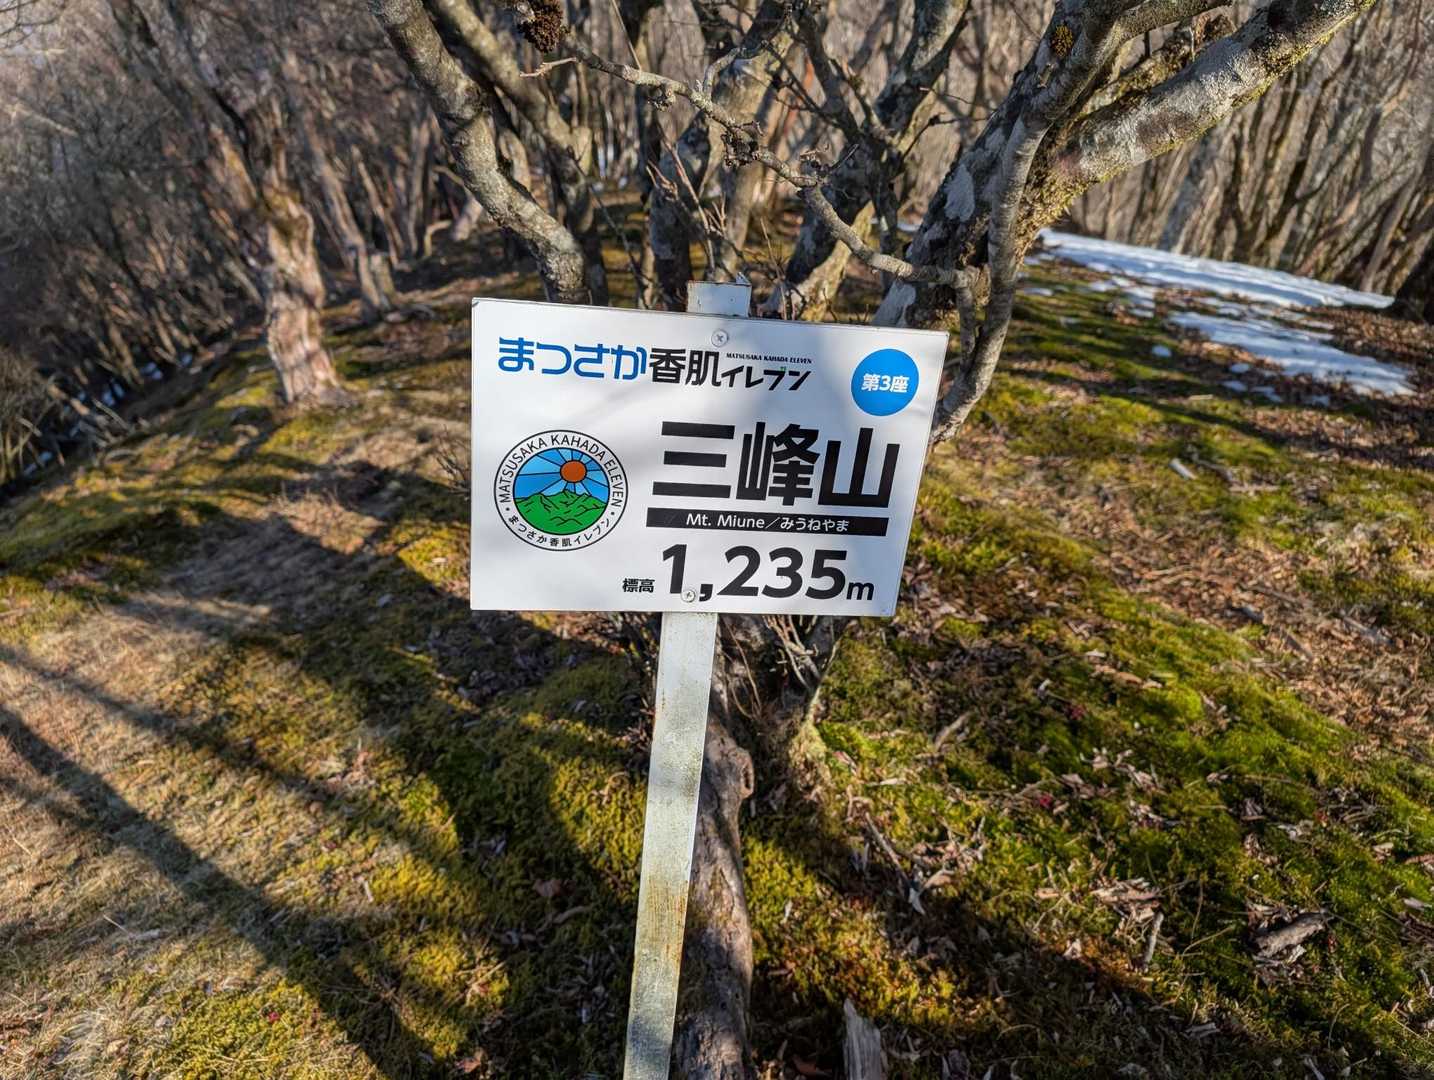 まつさか香肌イレブン
MATSUSAKA KAHADA ELEVEN
第3座
三峰山
Mt. Miune／みうねやま
標高 1,235m
MATSUSAKA KAHADA ELEVEN
まつさか香肌イレブン